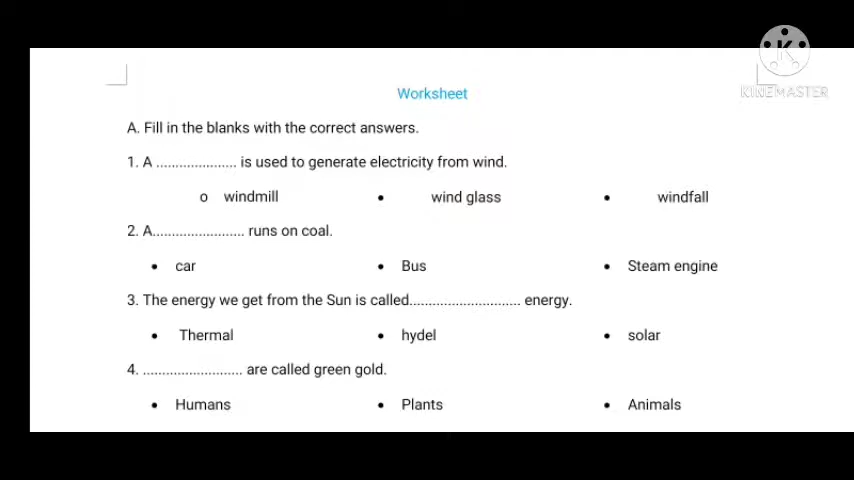 KINEMASTER
Worksheet
A. Fill in the blanks with the correct answers.
1. A ..................... is used to generate electricity from wind.
o windmill • wind glass • windfall
2. A........................ runs on coal.
• car • Bus • Steam engine
3. The energy we get from the Sun is called............................ energy.
• Thermal • hydel • solar
4. .......................... are called green gold.
• Humans • Plants • Animals